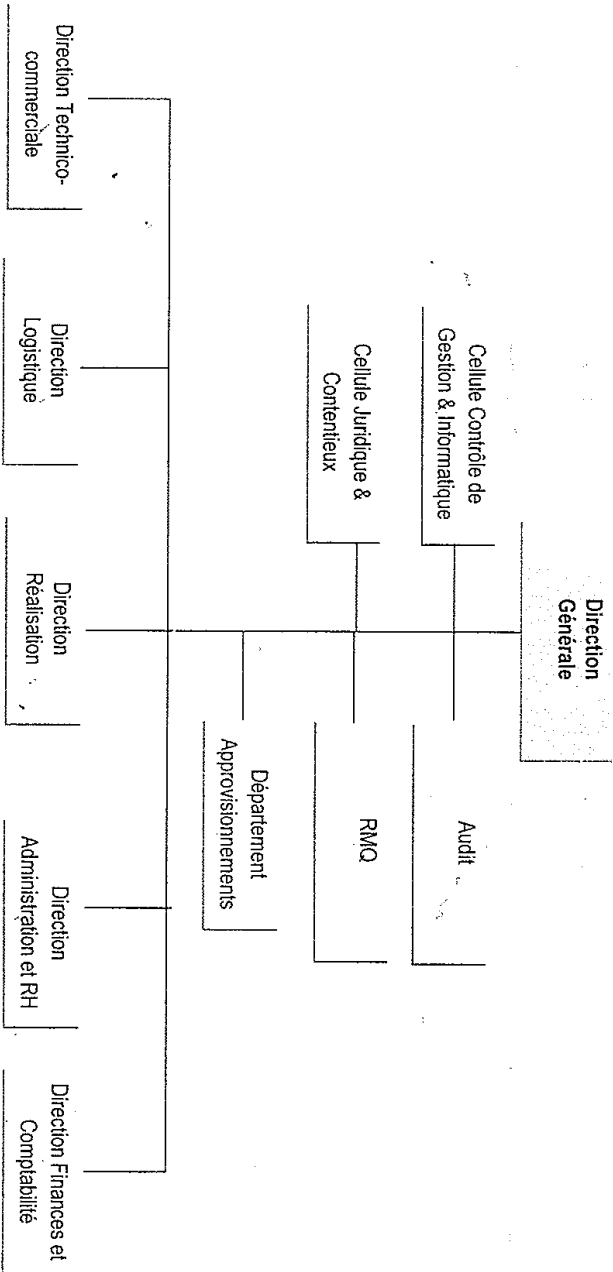 Direction
Générale
Cellule Contrôle de
Gestion & Informatique
Audit
Cellule Juridique &
Contentieux
RMQ
Département
Approvisionnements
Direction Technico-
commerciale
Direction
Logistique
Direction
Réalisation
Direction
Administration et RH
Direction Finances et
Comptabilité